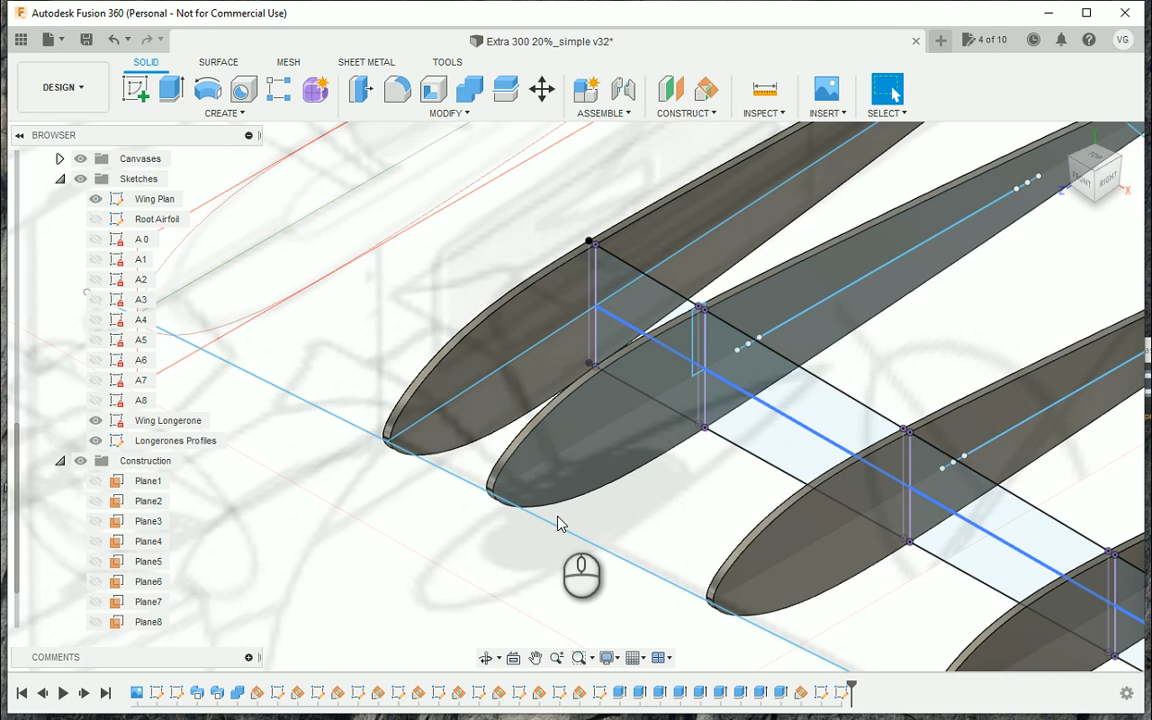 Autodesk Fusion 360 (Personal - Not for Commercial Use)
Extra 300 20%_simple v32*
4 of 10
VG
SOLID SURFACE MESH SHEET METAL TOOLS
DESIGN
CREATE MODIFY ASSEMBLE CONSTRUCT INSPECT INSERT SELECT
BROWSER
Canvases
Sketches
Wing Plan
Root Airfoil
A 0
A1
A2
A3
A4
A5
A6
A7
A8
Wing Longerone
Longerones Profiles
Construction
Plane1
Plane2
Plane3
Plane4
Plane5
Plane6
Plane7
Plane8
TOP
FRONT
RIGHT
Z
X
COMMENTS